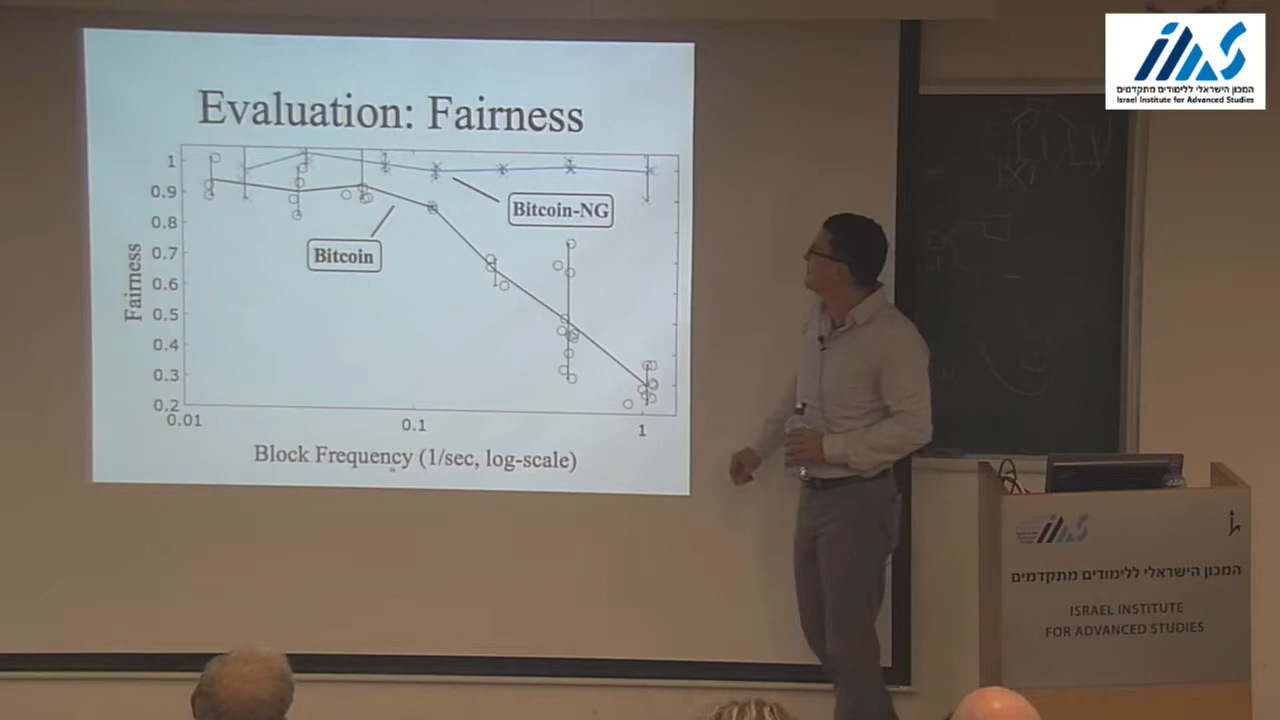 Evaluation: Fairness
1
0.9
0.8
0.7
0.6
0.5
0.4
0.3
0.2
Fairness
Bitcoin-NG
Bitcoin
0.01
0.1
1
Block Frequency (1/sec, log-scale)
המכון הישראלי ללימודים מתקדמים
Israel Institute for Advanced Studies
המכון הישראלי ללימודים מתקדמים
ISRAEL INSTITUTE
FOR ADVANCED STUDIES